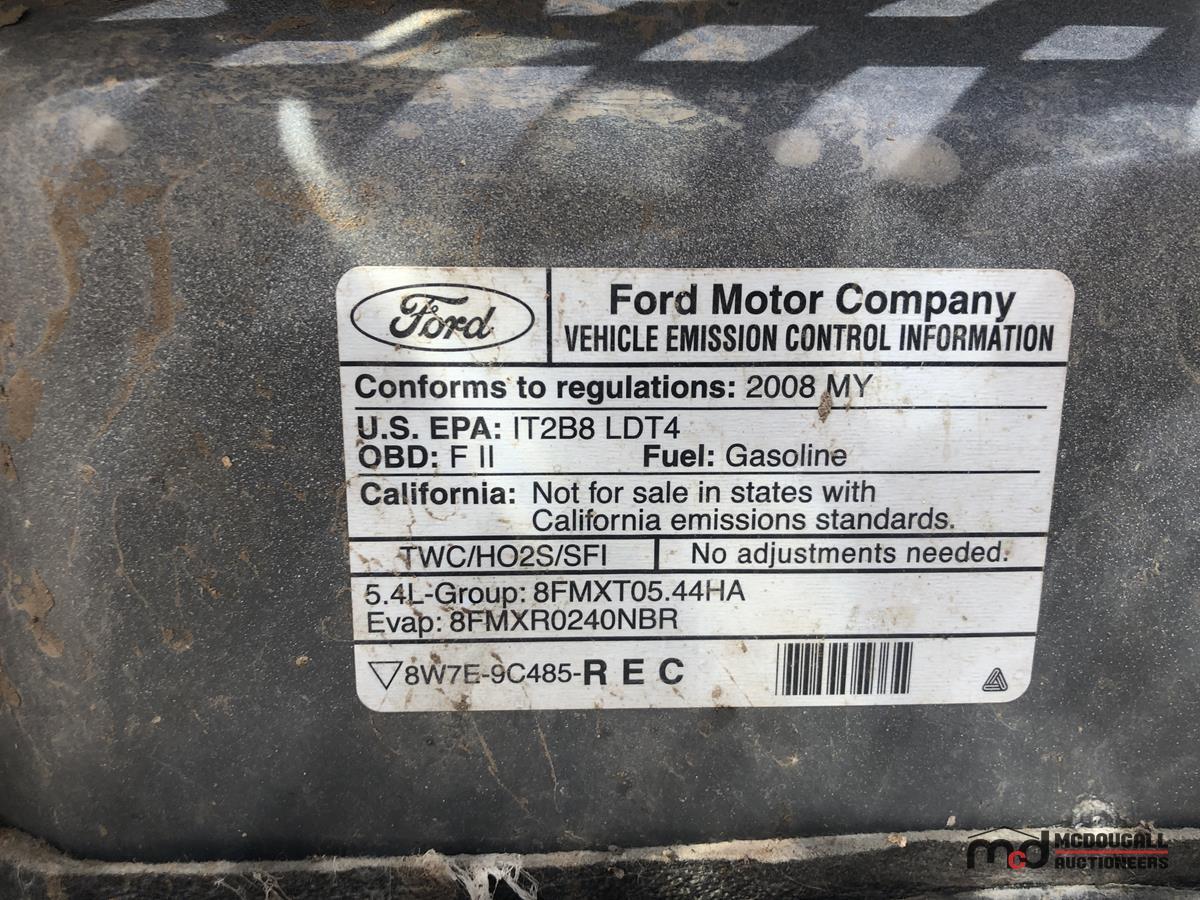 Ford
Ford Motor Company
VEHICLE EMISSION CONTROL INFORMATION
Conforms to regulations: 2008 MY
U.S. EPA: IT2B8 LDT4
OBD: F II Fuel: Gasoline
California: Not for sale in states with
California emissions standards.
TWC/HO2S/SFI No adjustments needed.
5.4L-Group: 8FMXT05.44HA
Evap: 8FMXR0240NBR
8W7E-9C485-R E C
mcd MCDOUGALL
AUCTIONEERS